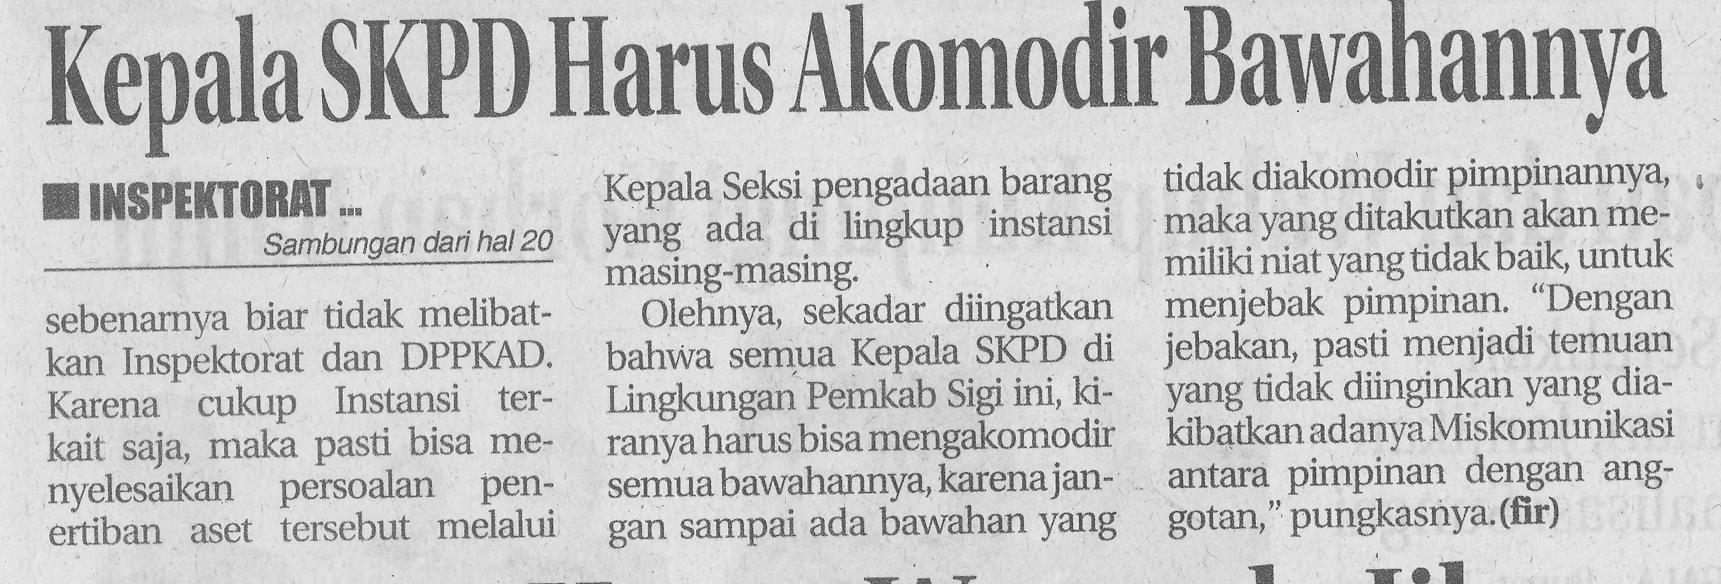 Kepala SKPD Harus Akomodir Bawahannya
INSPEKTORAT ...
Sambungan dari hal 20
sebenarnya biar tidak melibat-
kan Inspektorat dan DPPKAD.
Karena cukup Instansi ter-
kait saja, maka pasti bisa me-
nyelesaikan persoalan pen-
ertiban aset tersebut melalui
Kepala Seksi pengadaan barang
yang ada di lingkup instansi
masing-masing.
Olehnya, sekadar diingatkan
bahwa semua Kepala SKPD di
Lingkungan Pemkab Sigi ini, ki-
ranya harus bisa mengakomodir
semua bawahannya, karena jan-
gan sampai ada bawahan yang
tidak diakomodir pimpinannya,
maka yang ditakutkan akan me-
miliki niat yang tidak baik, untuk
menjebak pimpinan. “Dengan
jebakan, pasti menjadi temuan
yang tidak diinginkan yang dia-
kibatkan adanya Miskomunikasi
antara pimpinan dengan ang-
gotan,” pungkasnya.(fir)